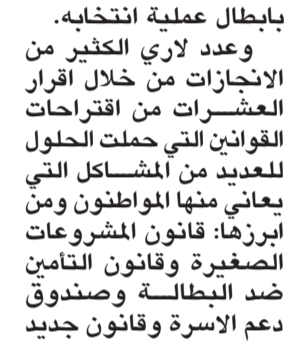 بابطال عملية انتخابه.
وعدد لاري الكثير من
الانجازات من خلال اقرار
العشرات من اقتراحات
القوانين التي حملت الحلول
للعديد من المشاكل التي
يعاني منها المواطنون ومن
ابرزها: قانون المشروعات
الصغيرة وقانون التأمين
ضد البطالة وصندوق
دعم الاسرة وقانون جديد